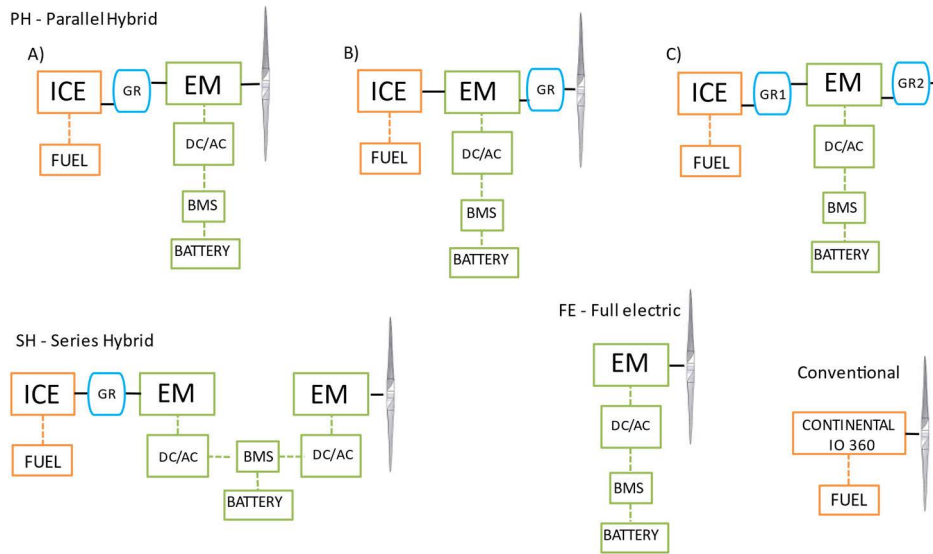 PH - Parallel Hybrid
A)
ICE
GR
EM
DC/AC
FUEL
BMS
BATTERY
B)
ICE
EM
GR
DC/AC
FUEL
BMS
BATTERY
C)
ICE
GR1
EM
GR2
DC/AC
FUEL
BMS
BATTERY
SH - Series Hybrid
ICE
GR
EM
EM
FUEL
DC/AC
BMS
DC/AC
BATTERY
FE - Full electric
EM
DC/AC
BMS
BATTERY
Conventional
CONTINENTAL
IO 360
FUEL